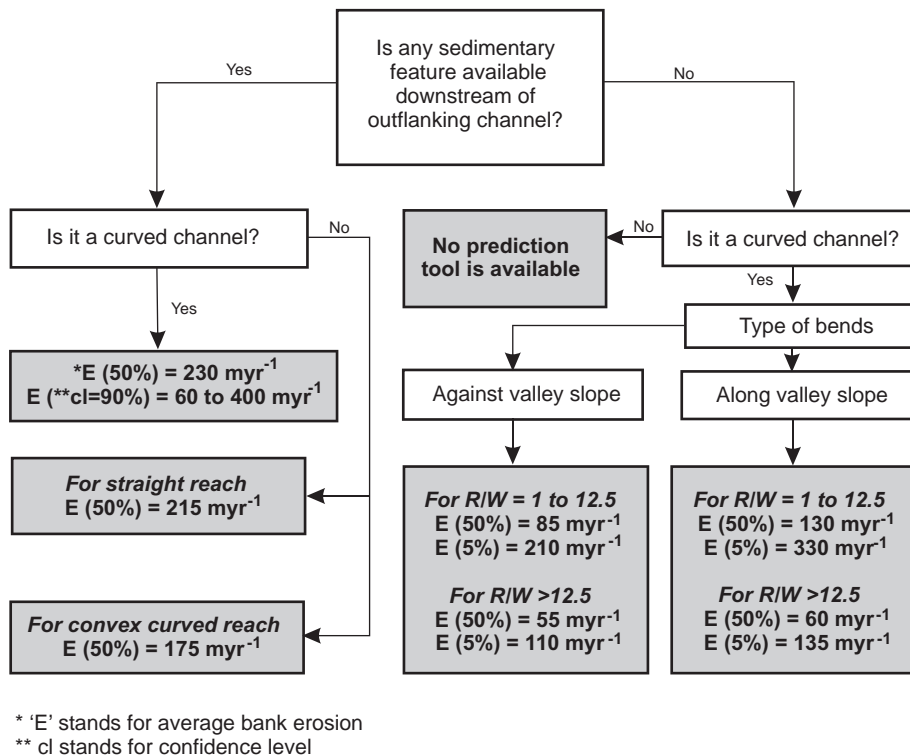 Is any sedimentary
feature available
downstream of
outflanking channel?
Yes
No
Is it a curved channel?
No
Yes
*E (50%) = 230 myr⁻¹
E (**cl=90%) = 60 to 400 myr⁻¹
For straight reach
E (50%) = 215 myr⁻¹
For convex curved reach
E (50%) = 175 myr⁻¹
No prediction
tool is available
No
Is it a curved channel?
Yes
Type of bends
Against valley slope
Along valley slope
For R/W = 1 to 12.5
E (50%) = 85 myr⁻¹
E (5%) = 210 myr⁻¹
For R/W >12.5
E (50%) = 55 myr⁻¹
E (5%) = 110 myr⁻¹
For R/W = 1 to 12.5
E (50%) = 130 myr⁻¹
E (5%) = 330 myr⁻¹
For R/W >12.5
E (50%) = 60 myr⁻¹
E (5%) = 135 myr⁻¹
* ‘E’ stands for average bank erosion
** cl stands for confidence level